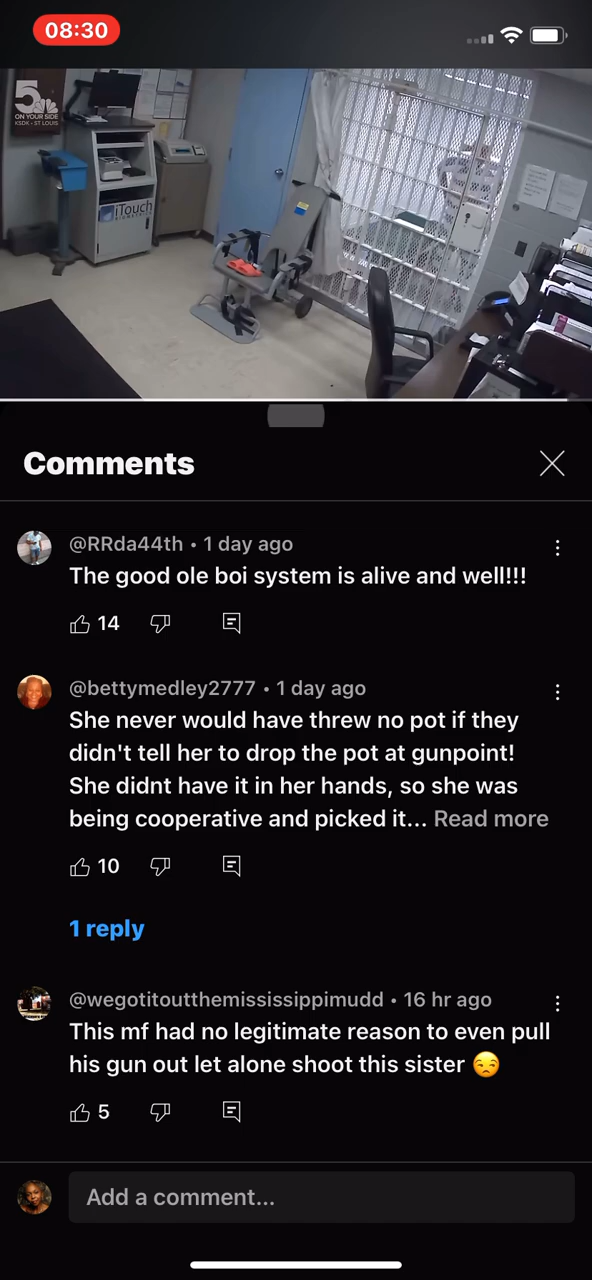 08:30
5
ON YOUR SIDE
KSDK - ST LOUIS
iTouch
BIOMETRICS
Comments
@RRda44th • 1 day ago
The good ole boi system is alive and well!!!
14
@bettymedley2777 • 1 day ago
She never would have threw no pot if they
didn't tell her to drop the pot at gunpoint!
She didnt have it in her hands, so she was
being cooperative and picked it... Read more
10
1 reply
@wegotitoutthemississippimudd • 16 hr ago
This mf had no legitimate reason to even pull
his gun out let alone shoot this sister 😒
5
Add a comment...